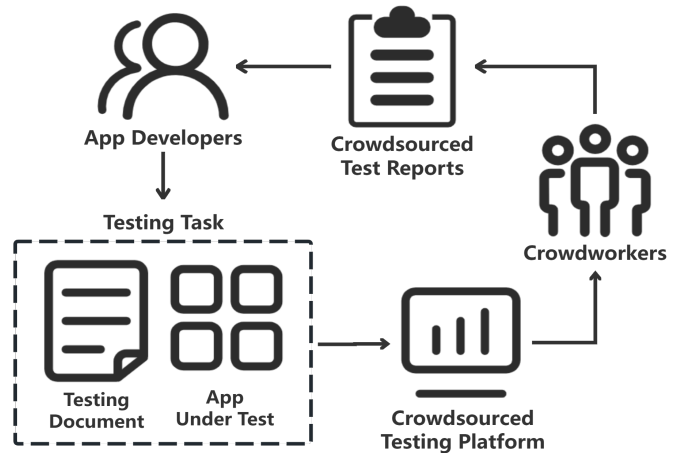 App Developers
Crowdsourced
Test Reports
Crowdworkers
Testing Task
Testing
Document
App
Under Test
Crowdsourced
Testing Platform